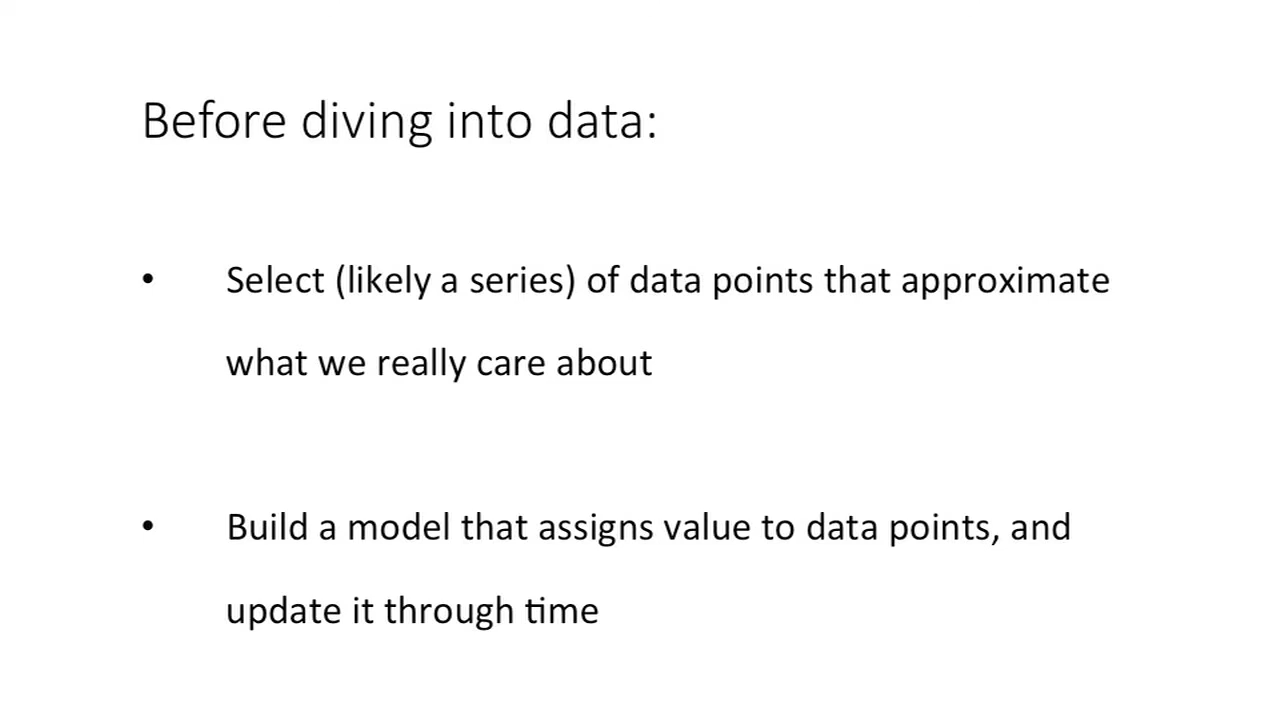 Before diving into data:
• Select (likely a series) of data points that approximate
what we really care about
• Build a model that assigns value to data points, and
update it through time